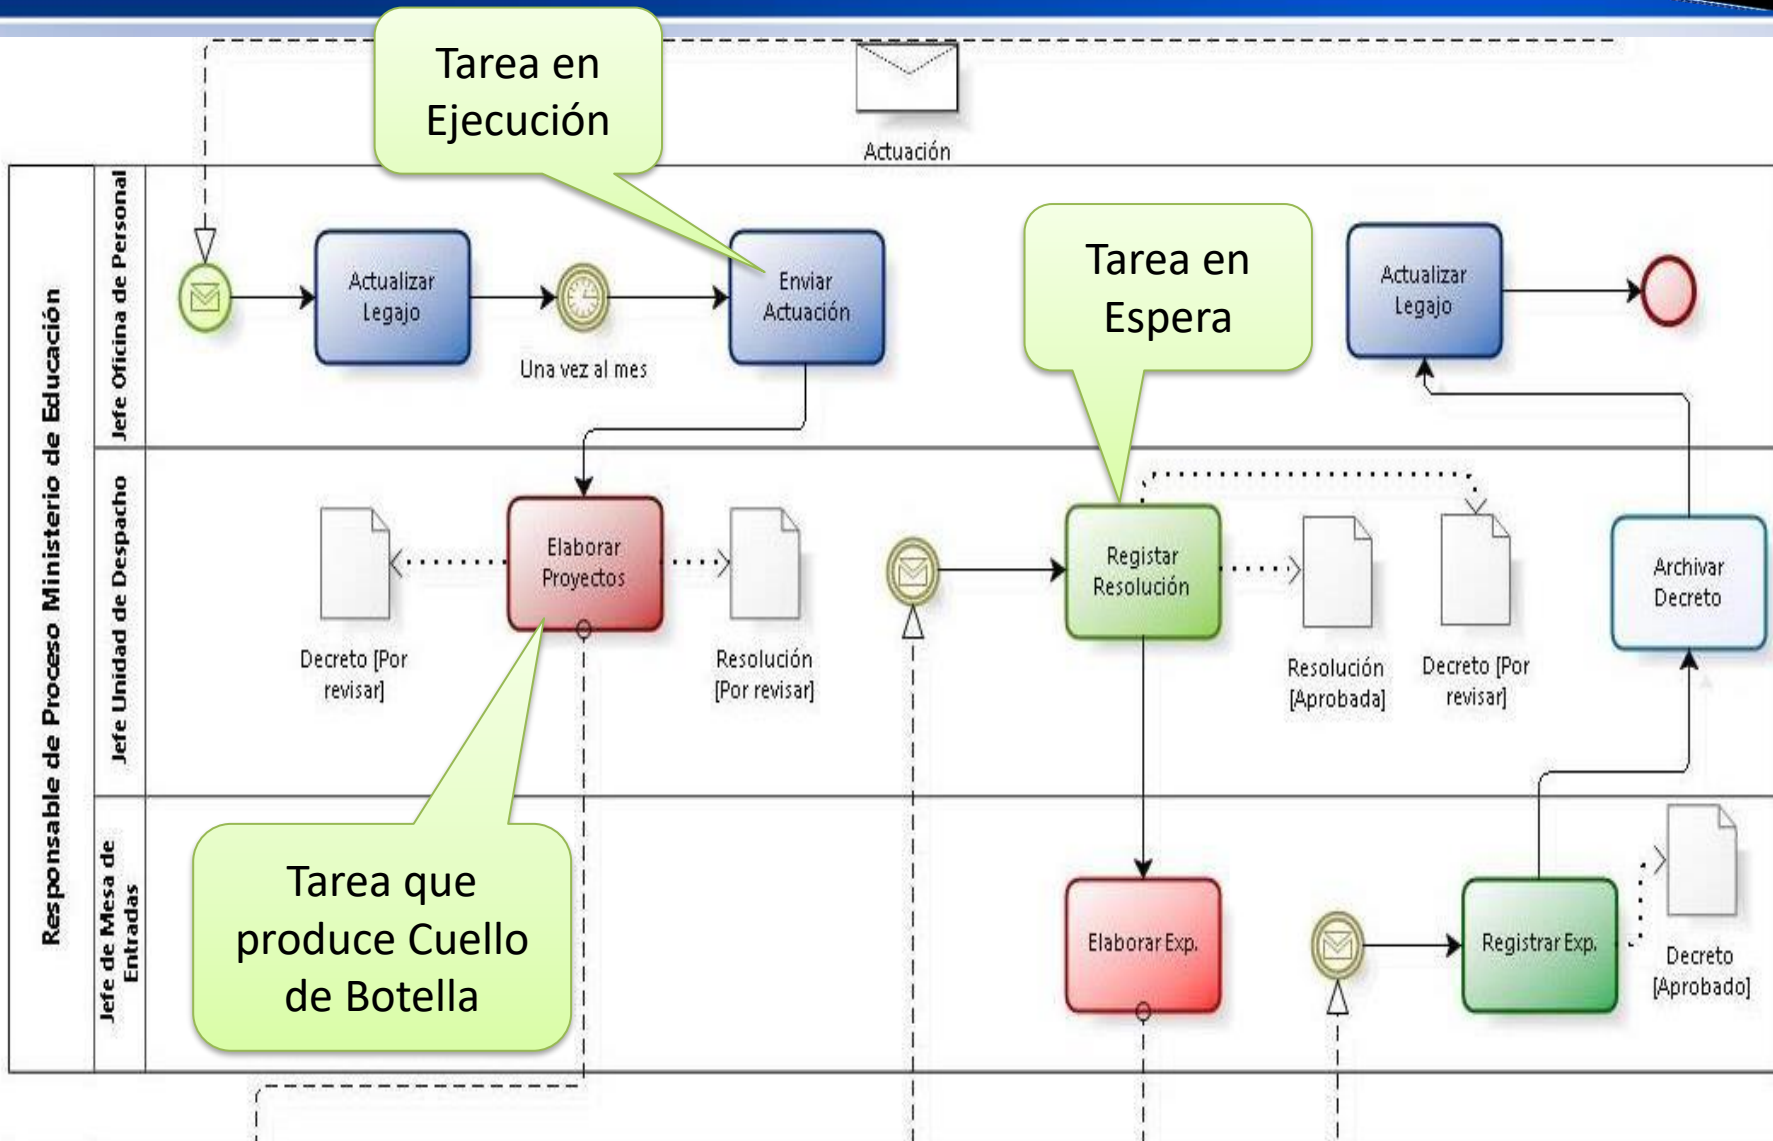 Tarea en
Ejecución
Actuación
Responsable de Proceso Ministerio de Educación
Jefe Oficina de Personal
Actualizar
Legajo
Una vez al mes
Enviar
Actuación
Tarea en
Espera
Actualizar
Legajo
Jefe Unidad de Despacho
Decreto [Por
revisar]
Elaborar
Proyectos
Resolución
[Por revisar]
Registar
Resolución
Resolución
[Aprobada]
Decreto [Por
revisar]
Archivar
Decreto
Jefe de Mesa de
Entradas
Tarea que
produce Cuello
de Botella
Elaborar Exp.
Registrar Exp.
Decreto
[Aprobado]